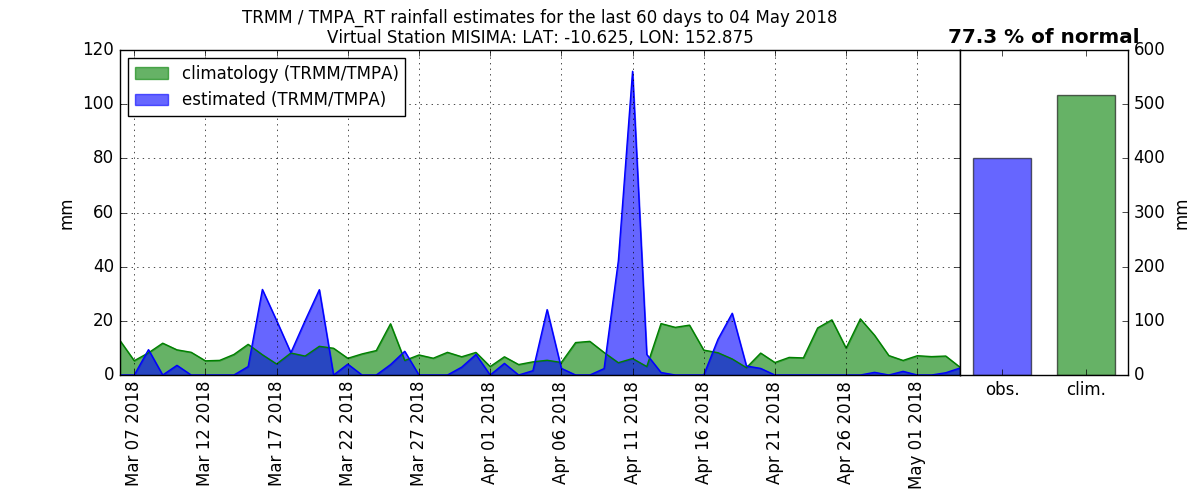 TRMM / TMPA_RT rainfall estimates for the last 60 days to 04 May 2018
Virtual Station MISIMA: LAT: -10.625, LON: 152.875
77.3 % of normal
climatology (TRMM/TMPA)
estimated (TRMM/TMPA)
120
100
80
60
40
20
0
mm
600
500
400
300
200
100
0
mm
Mar 07 2018
Mar 12 2018
Mar 17 2018
Mar 22 2018
Mar 27 2018
Apr 01 2018
Apr 06 2018
Apr 11 2018
Apr 16 2018
Apr 21 2018
Apr 26 2018
May 01 2018
obs.
clim.